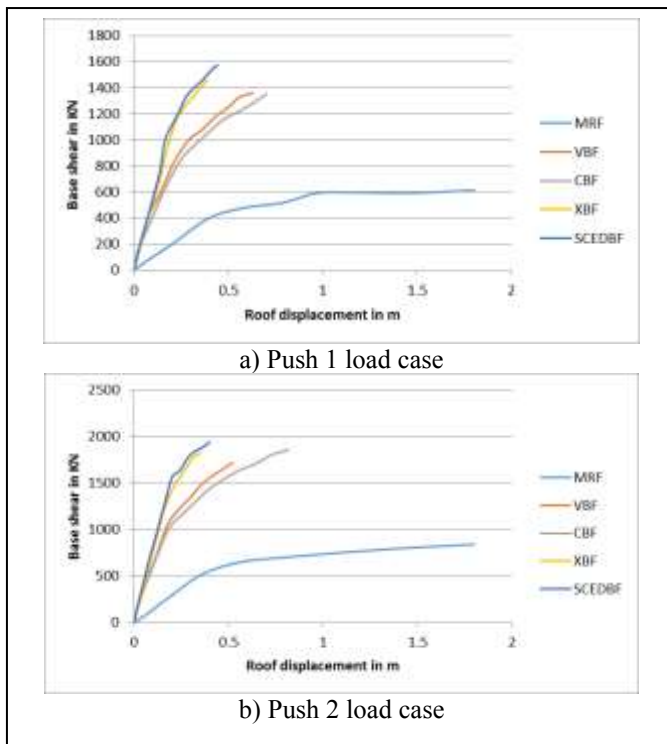 1800
1600
1400
1200
1000
800
600
400
200
0
Base shear in KN
0 0.5 1 1.5 2
Roof displacement in m
MRF
VBF
CBF
XBF
SCEDBF
a) Push 1 load case
2500
2000
1500
1000
500
0
Base shear in KN
0 0.5 1 1.5 2
Roof displacement in m
MRF
VBF
CBF
XBF
SCEDBF
b) Push 2 load case